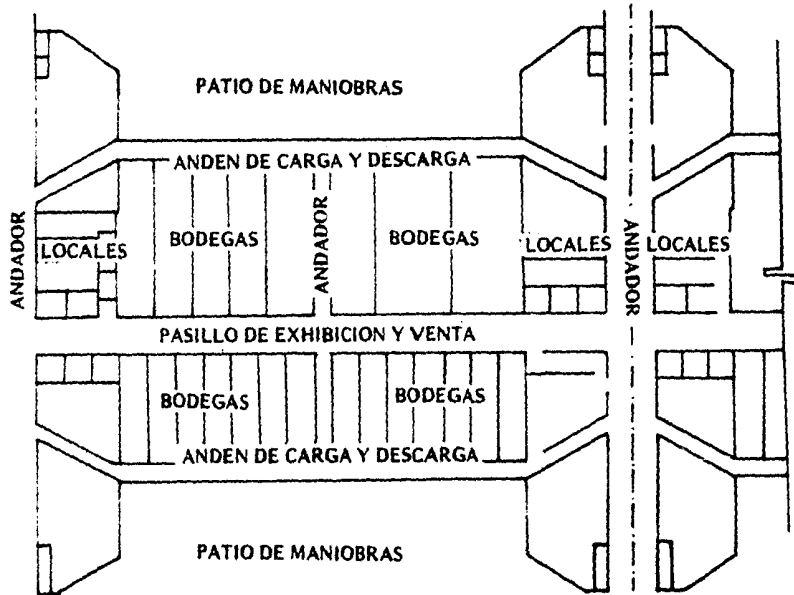 PATIO DE MANIOBRAS
ANDEN DE CARGA Y DESCARGA
ANDADOR
LOCALES
BODEGAS
ANDADOR
BODEGAS
LOCALES
ANDADOR
LOCALES
PASILLO DE EXHIBICION Y VENTA
BODEGAS
BODEGAS
ANDEN DE CARGA Y DESCARGA
PATIO DE MANIOBRAS